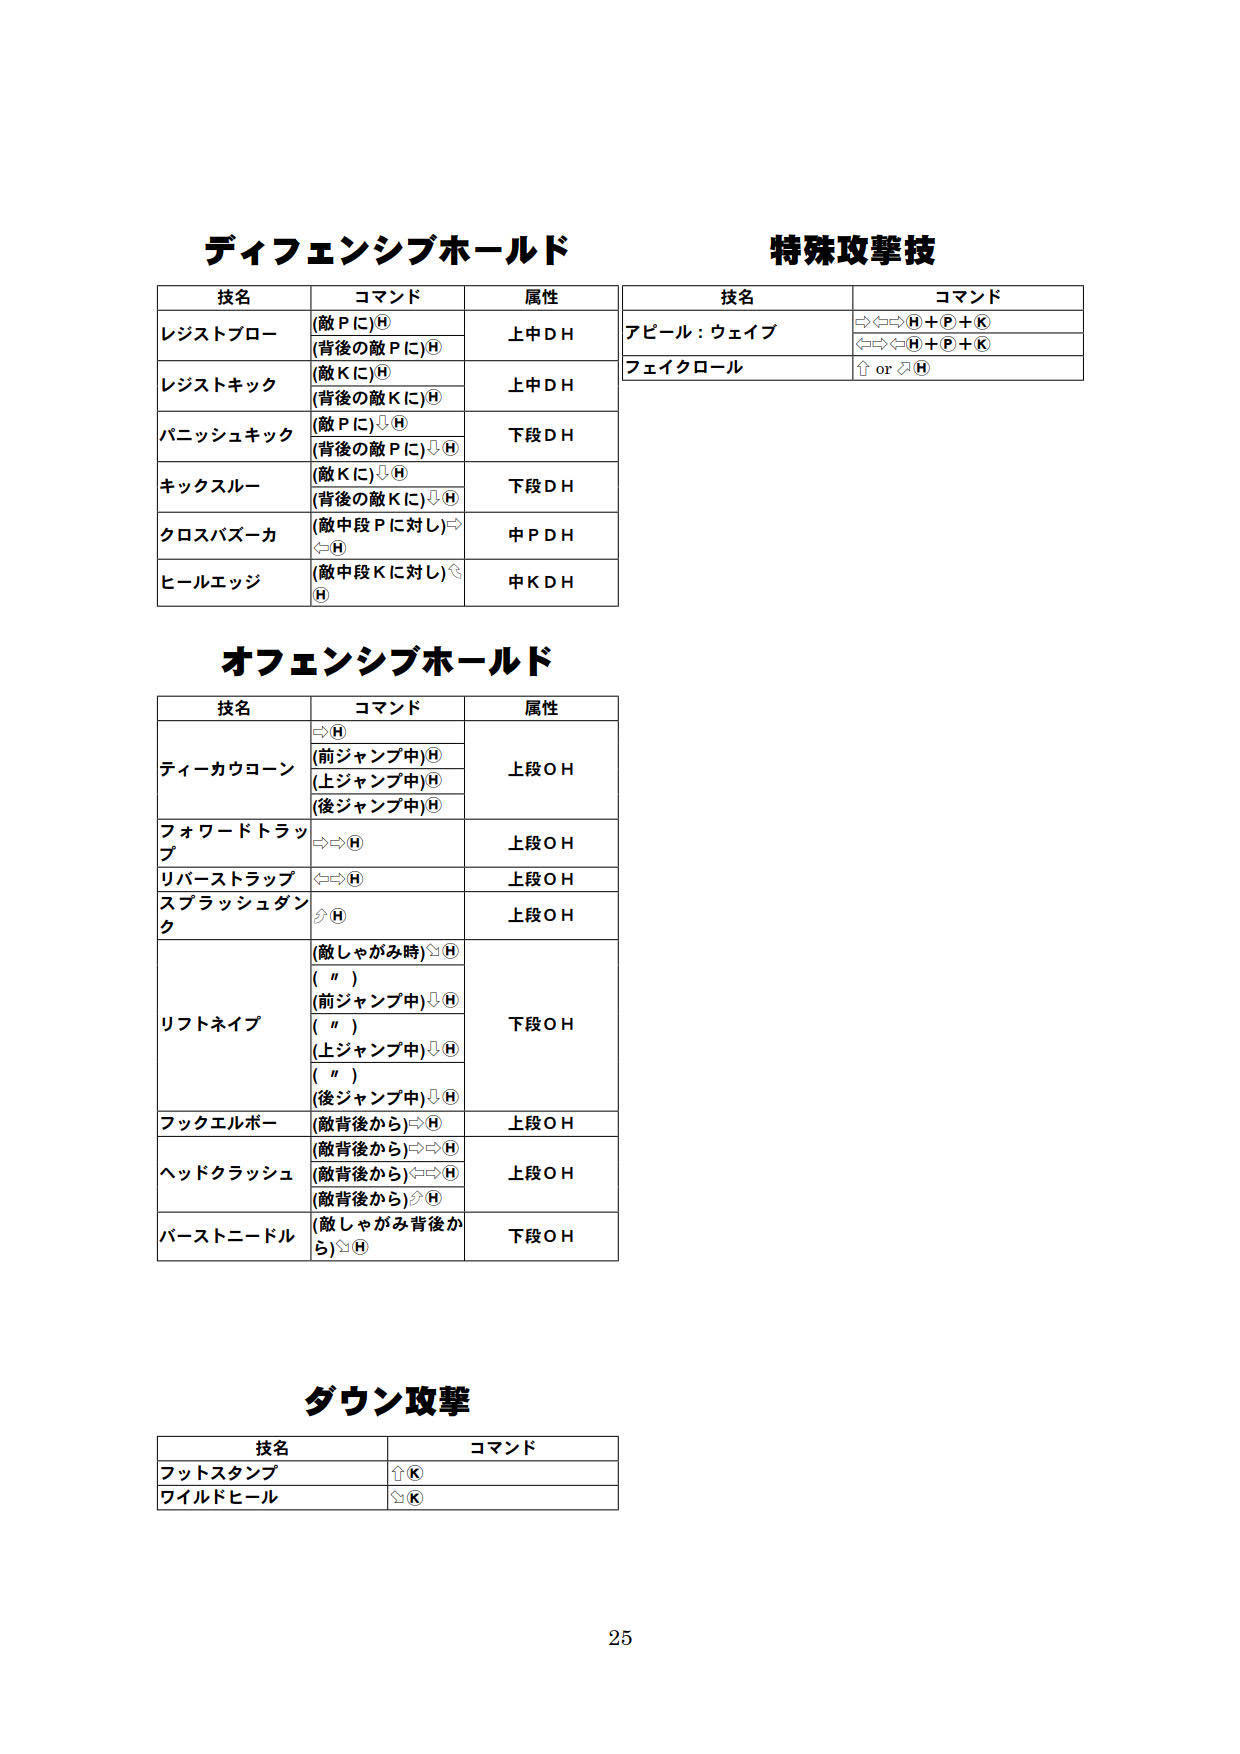 ディフェンシブホールド
技名 コマンド 属性
レジストブロー (敵Ｐに)Ⓗ 上中ＤＨ
(背後の敵Ｐに)Ⓗ
レジストキック (敵Ｋに)Ⓗ 上中ＤＨ
(背後の敵Ｋに)Ⓗ
パニッシュキック (敵Ｐに)⇩Ⓗ 下段ＤＨ
(背後の敵Ｐに)⇩Ⓗ
キックスルー (敵Ｋに)⇩Ⓗ 下段ＤＨ
(背後の敵Ｋに)⇩Ⓗ
クロスバズーカ (敵中段Ｐに対し)⇨
⇦Ⓗ 中ＰＤＨ
ヒールエッジ (敵中段Ｋに対し)⬁
Ⓗ 中ＫＤＨ
特殊攻撃技
技名 コマンド
アピール：ウェイブ ⇨⇦⇨Ⓗ＋Ⓟ＋Ⓚ
⇦⇨⇦Ⓗ＋Ⓟ＋Ⓚ
フェイクロール ⇧ or ⬀Ⓗ
オフェンシブホールド
技名 コマンド 属性
ティーカウコーン ⇨Ⓗ 上段ＯＨ
(前ジャンプ中)Ⓗ
(上ジャンプ中)Ⓗ
(後ジャンプ中)Ⓗ
フォワードトラッ
プ ⇨⇨Ⓗ 上段ＯＨ
リバーストラップ ⇦⇨Ⓗ 上段ＯＨ
スプラッシュダン
ク ⬀Ⓗ 上段ＯＨ
リフトネイプ (敵しゃがみ時)⬂Ⓗ 下段ＯＨ
( 〃 )
(前ジャンプ中)⇩Ⓗ
( 〃 )
(上ジャンプ中)⇩Ⓗ
( 〃 )
(後ジャンプ中)⇩Ⓗ
フックエルボー (敵背後から)⇨Ⓗ 上段ＯＨ
ヘッドクラッシュ (敵背後から)⇨⇨Ⓗ 上段ＯＨ
(敵背後から)⇦⇨Ⓗ
(敵背後から)⬀Ⓗ
バーストニードル (敵しゃがみ背後か
ら)⬂Ⓗ 下段ＯＨ
ダウン攻撃
技名 コマンド
フットスタンプ ⇧Ⓚ
ワイルドヒール ⬂Ⓚ
25